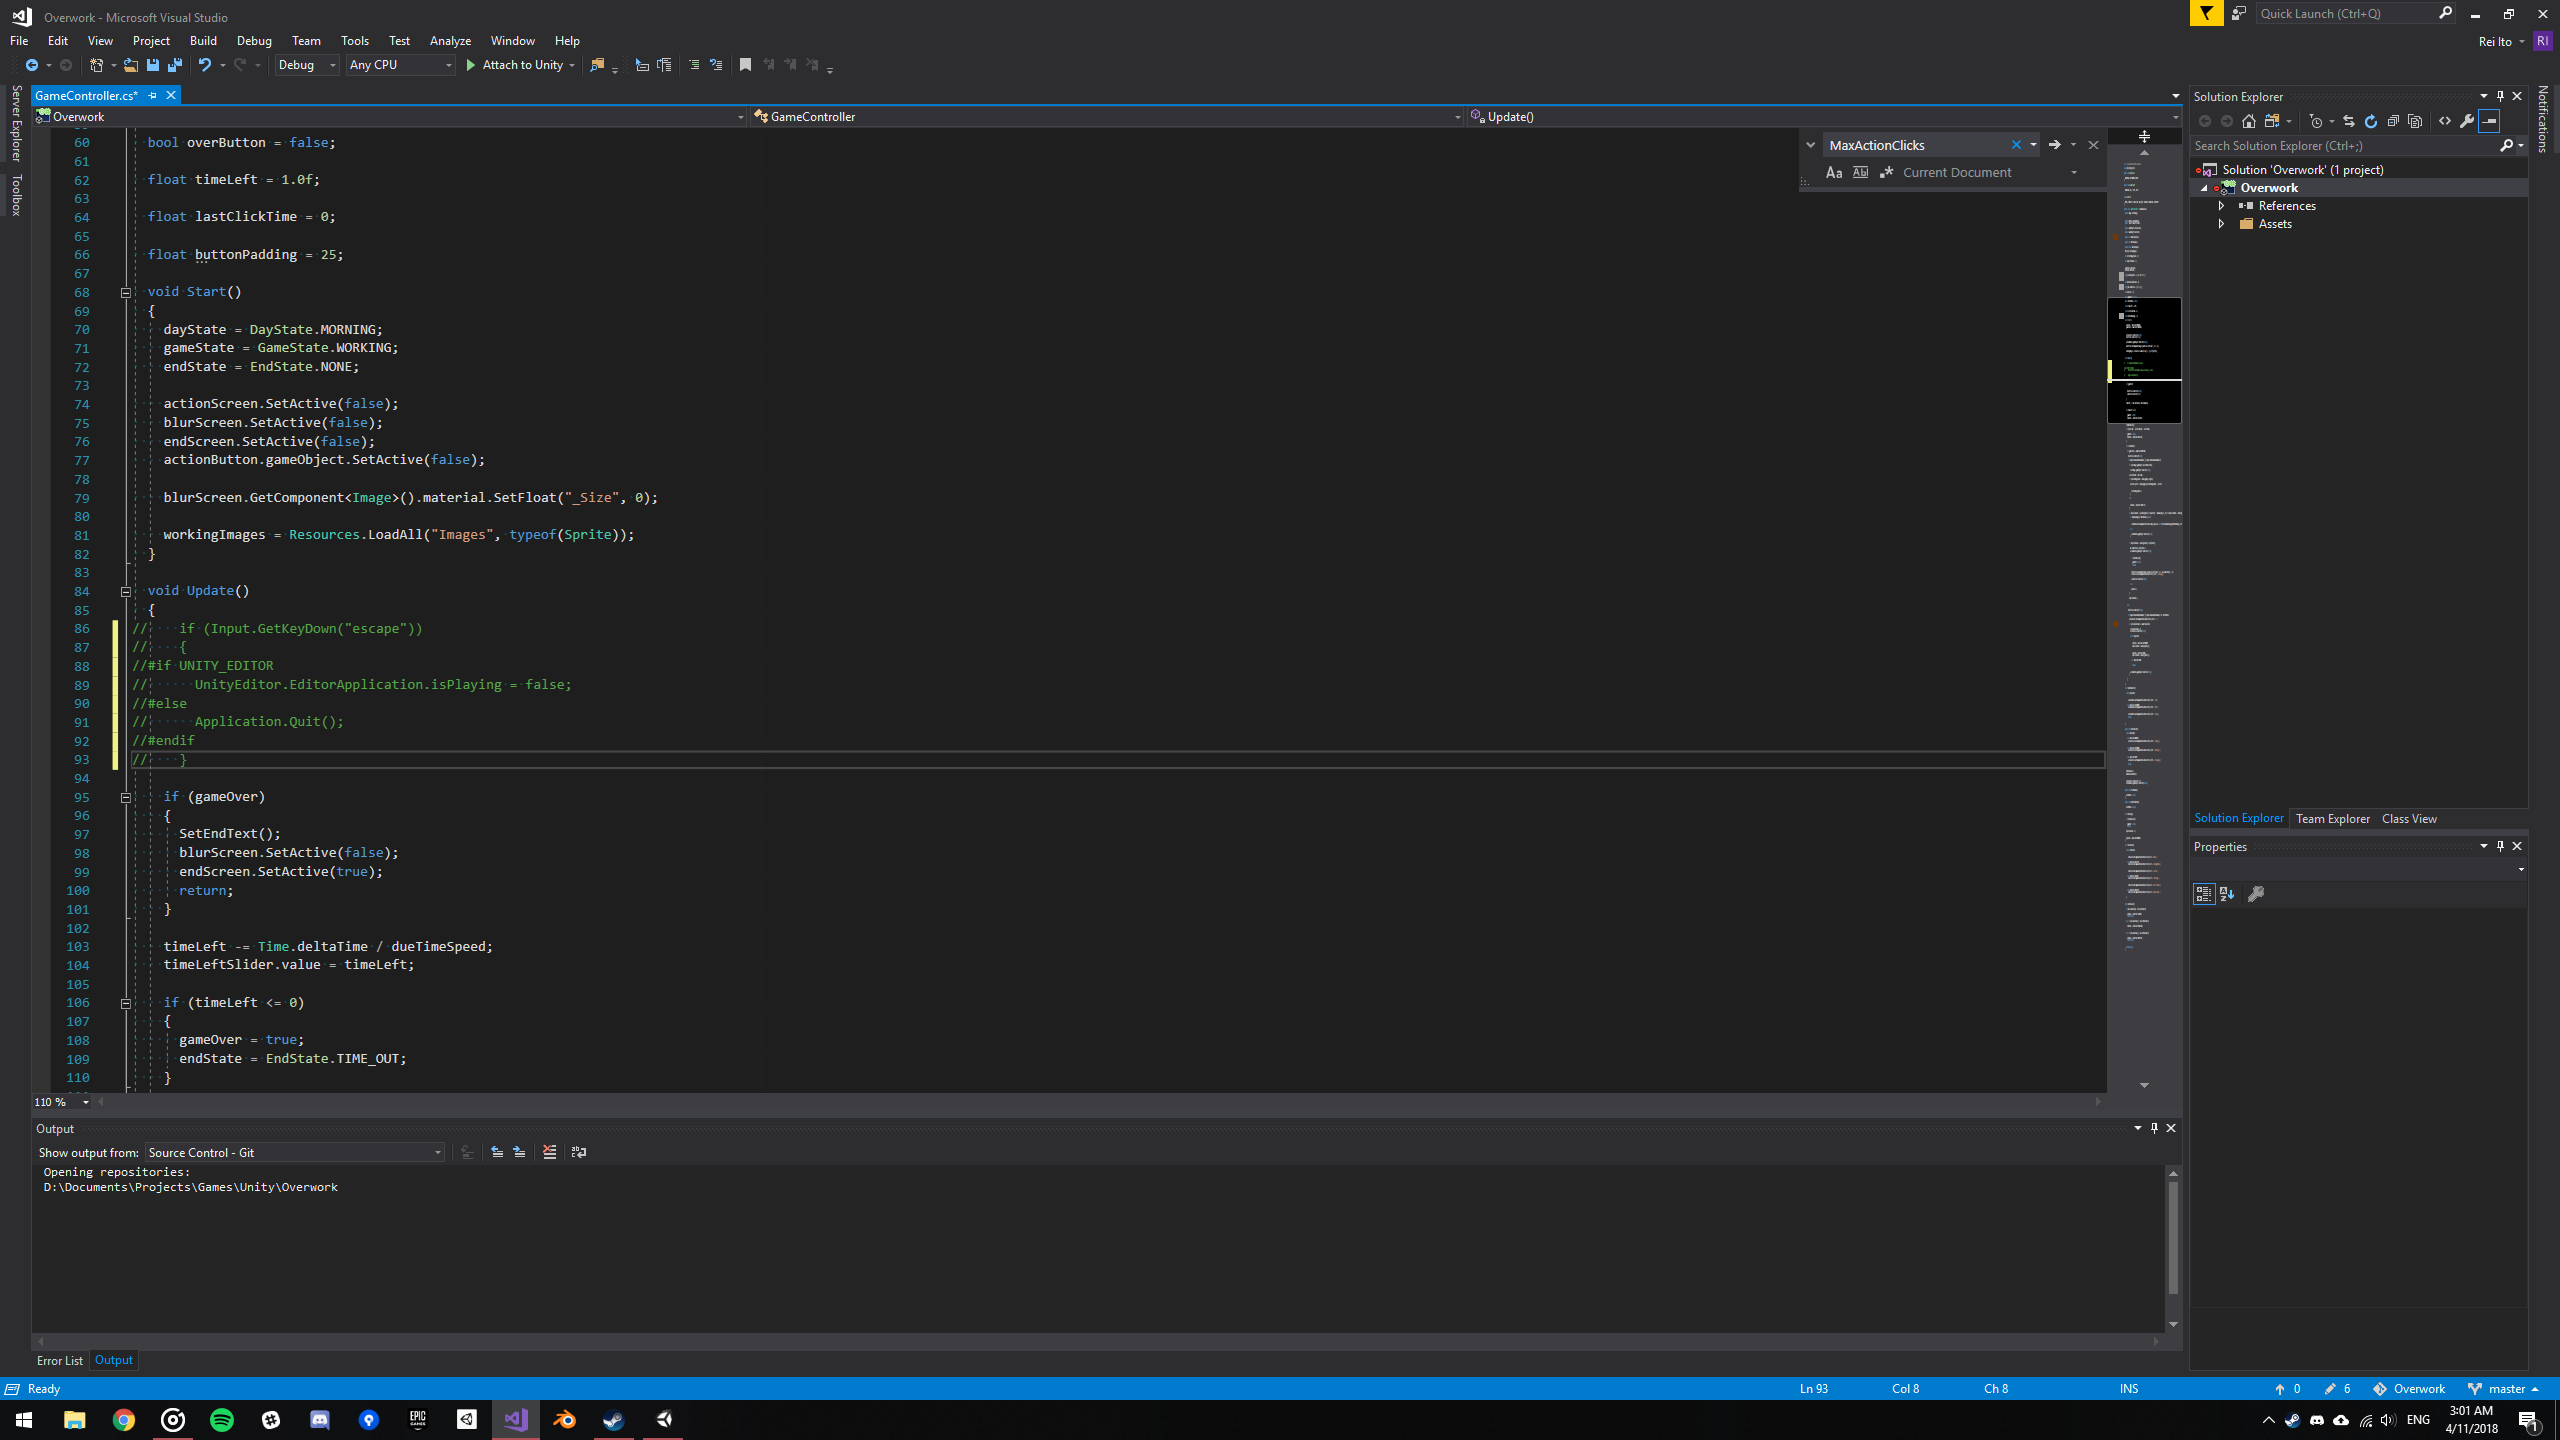 Overwork - Microsoft Visual Studio
Quick Launch (Ctrl+Q)
File Edit View Project Build Debug Team Tools Test Analyze Window Help
Rei Ito RI
Debug Any CPU Attach to Unity
Server Explorer
Toolbox
GameController.cs*
Overwork GameController Update()
MaxActionClicks
Aa Current Document
60 bool overButton = false;
61
62 float timeLeft = 1.0f;
63
64 float lastClickTime = 0;
65
66 float buttonPadding = 25;
67
68 void Start()
69 {
70 dayState = DayState.MORNING;
71 gameState = GameState.WORKING;
72 endState = EndState.NONE;
73
74 actionScreen.SetActive(false);
75 blurScreen.SetActive(false);
76 endScreen.SetActive(false);
77 actionButton.gameObject.SetActive(false);
78
79 blurScreen.GetComponent<Image>().material.SetFloat("_Size", 0);
80
81 workingImages = Resources.LoadAll("Images", typeof(Sprite));
82 }
83
84 void Update()
85 {
86 // if (Input.GetKeyDown("escape"))
87 // {
88 //#if UNITY_EDITOR
89 // UnityEditor.EditorApplication.isPlaying = false;
90 //#else
91 // Application.Quit();
92 //#endif
93 // }
94
95 if (gameOver)
96 {
97 SetEndText();
98 blurScreen.SetActive(false);
99 endScreen.SetActive(true);
100 return;
101 }
102
103 timeLeft -= Time.deltaTime / dueTimeSpeed;
104 timeLeftSlider.value = timeLeft;
105
106 if (timeLeft <= 0)
107 {
108 gameOver = true;
109 endState = EndState.TIME_OUT;
110 }
110 %
Output
Show output from: Source Control - Git
Opening repositories:
D:\Documents\Projects\Games\Unity\Overwork
Error List Output
Solution Explorer
Search Solution Explorer (Ctrl+;)
Solution 'Overwork' (1 project)
Overwork
References
Assets
Solution Explorer Team Explorer Class View
Properties
Notifications
Ready Ln 93 Col 8 Ch 8 INS 0 6 Overwork master
EPIC GAMES
ENG
3:01 AM
4/11/2018
1